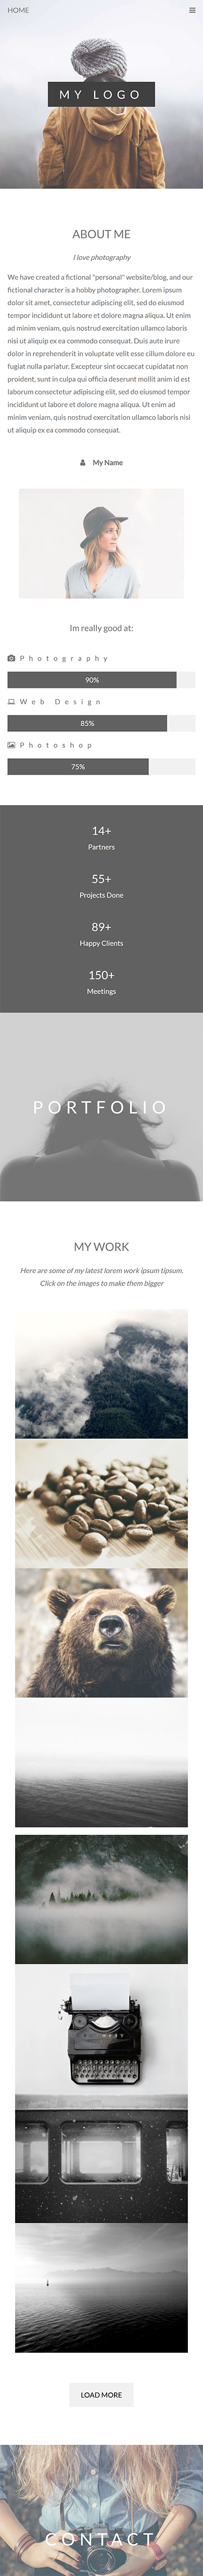 HOME
MY LOGO
ABOUT ME
I love photography
We have created a fictional "personal" website/blog, and our
fictional character is a hobby photographer. Lorem ipsum
dolor sit amet, consectetur adipiscing elit, sed do eiusmod
tempor incididunt ut labore et dolore magna aliqua. Ut enim
ad minim veniam, quis nostrud exercitation ullamco laboris
nisi ut aliquip ex ea commodo consequat. Duis aute irure
dolor in reprehenderit in voluptate velit esse cillum dolore eu
fugiat nulla pariatur. Excepteur sint occaecat cupidatat non
proident, sunt in culpa qui officia deserunt mollit anim id est
laborum consectetur adipiscing elit, sed do eiusmod tempor
incididunt ut labore et dolore magna aliqua. Ut enim ad
minim veniam, quis nostrud exercitation ullamco laboris nisi
ut aliquip ex ea commodo consequat.
My Name
Im really good at:
Photography
90%
Web Design
85%
Photoshop
75%
14+
Partners
55+
Projects Done
89+
Happy Clients
150+
Meetings
PORTFOLIO
MY WORK
Here are some of my latest lorem work ipsum tipsum.
Click on the images to make them bigger
LOAD MORE
CONTACT